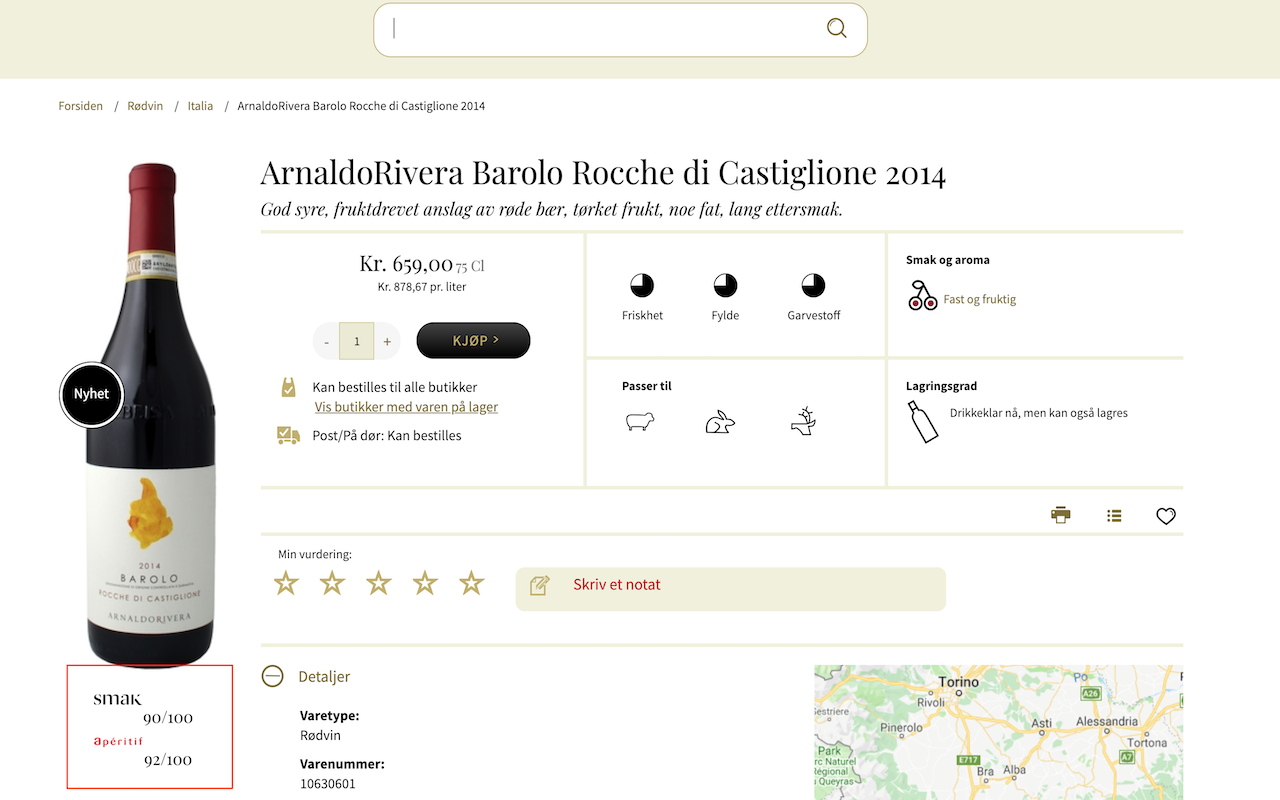 Forsiden / Rødvin / Italia / ArnaldoRivera Barolo Rocche di Castiglione 2014
ArnaldoRivera Barolo Rocche di Castiglione 2014
God syre, fruktdrevet anslag av røde bær, tørket frukt, noe fat, lang ettersmak.
Kr. 659,00 75 Cl
Kr. 878,67 pr. liter
- 1 + KJØP >
Kan bestilles til alle butikker
Vis butikker med varen på lager
Post/På dør: Kan bestilles
Friskhet Fylde Garvestoff
Smak og aroma
Fast og fruktig
Passer til
Lagringsgrad
Drikkeklar nå, men kan også lagres
Nyhet
2014
BAROLO
ROCCHE DI CASTIGLIONE
ARNALDORIVERA
Min vurdering:
Skriv et notat
smak
90/100
apéritif
92/100
Detaljer
Varetype:
Rødvin
Varenummer:
10630601
Torino
Po
A26
Rivoli
Sestriere
Pinerolo
Asti
Alessandria
Tortona
Park
rc Naturel
Régional
u Queyras
E717
A7
Bra
Alba